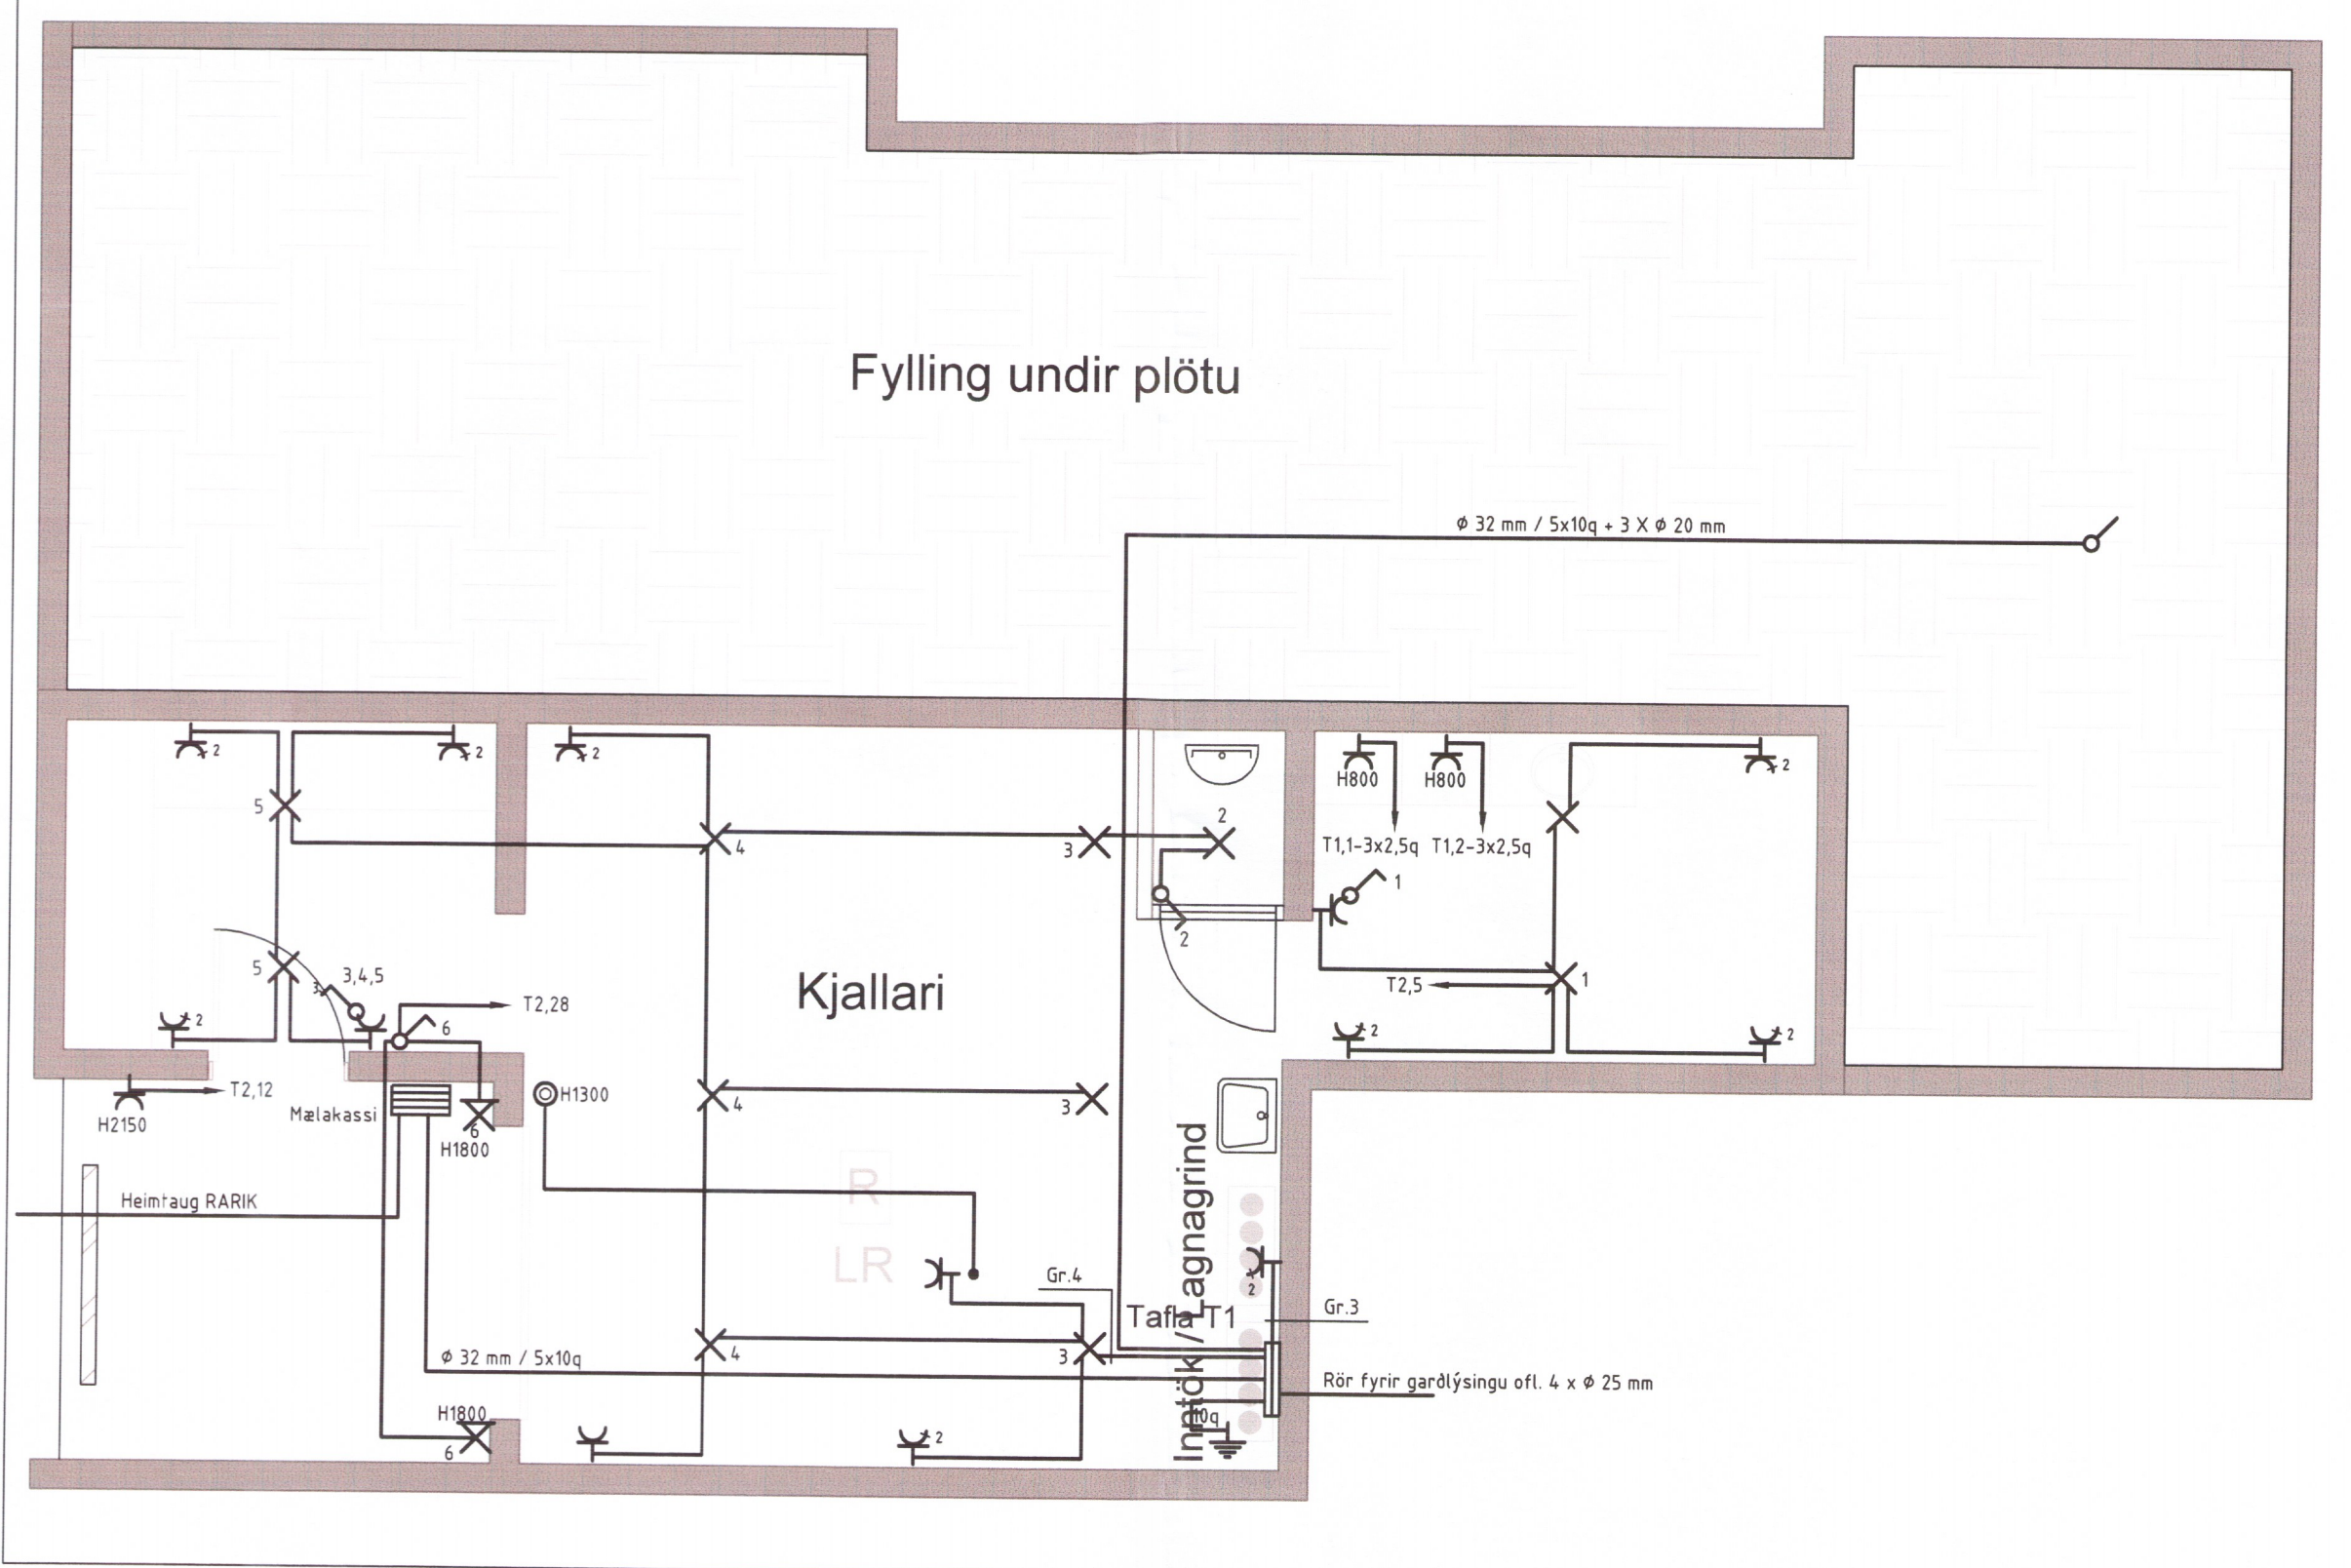 Fylling undir plötu
ϕ 32 mm / 5x10q + 3 X ϕ 20 mm
2
2
2
H800
H800
2
5
4
3
2
T1,1-3x2,5q
T1,2-3x2,5q
1
2
5
3,4,5
3
Kjallari
T2,5
1
2
6
T2,28
2
2
T2,12
H2150
Mælakassi
6
H1800
H1300
4
3
Heimtaug RARIK
R
LR
Inntök / Lagnagrind
2
Gr.4
Tafla T1
Gr.3
4
3
ϕ 32 mm / 5x10q
Rör fyrir garðlýsingu ofl. 4 x ϕ 25 mm
H1800
6
2
10q